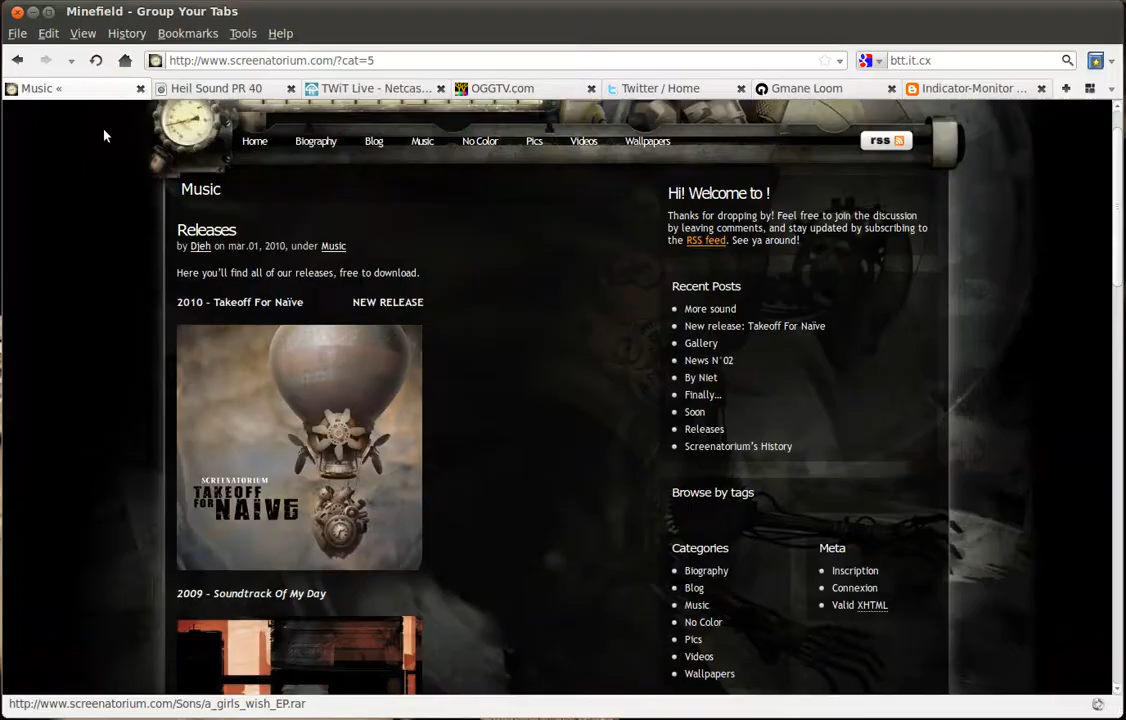 Minefield - Group Your Tabs
File Edit View History Bookmarks Tools Help
http://www.screenatorium.com/?cat=5
btt.it.cx
Music «
Heil Sound PR 40
TWiT Live - Netcas...
OGGTV.com
Twitter / Home
Gmane Loom
Indicator-Monitor ...
Home Biography Blog Music No Color Pics Videos Wallpapers
rss
Music
Releases
by Djeh on mar.01, 2010, under Music
Here you'll find all of our releases, free to download.
2010 - Takeoff For Naïve NEW RELEASE
SCREENATORIUM
TAKEOFF
FOR NAÏVE
2009 - Soundtrack Of My Day
Hi! Welcome to !
Thanks for dropping by! Feel free to join the discussion
by leaving comments, and stay updated by subscribing to
the RSS feed. See ya around!
Recent Posts
More sound
New release: Takeoff For Naïve
Gallery
News N°02
By Niet
Finally...
Soon
Releases
Screenatorium's History
Browse by tags
Categories
Biography
Blog
Music
No Color
Pics
Videos
Wallpapers
Meta
Inscription
Connexion
Valid XHTML
http://www.screenatorium.com/Sons/a_girls_wish_EP.rar